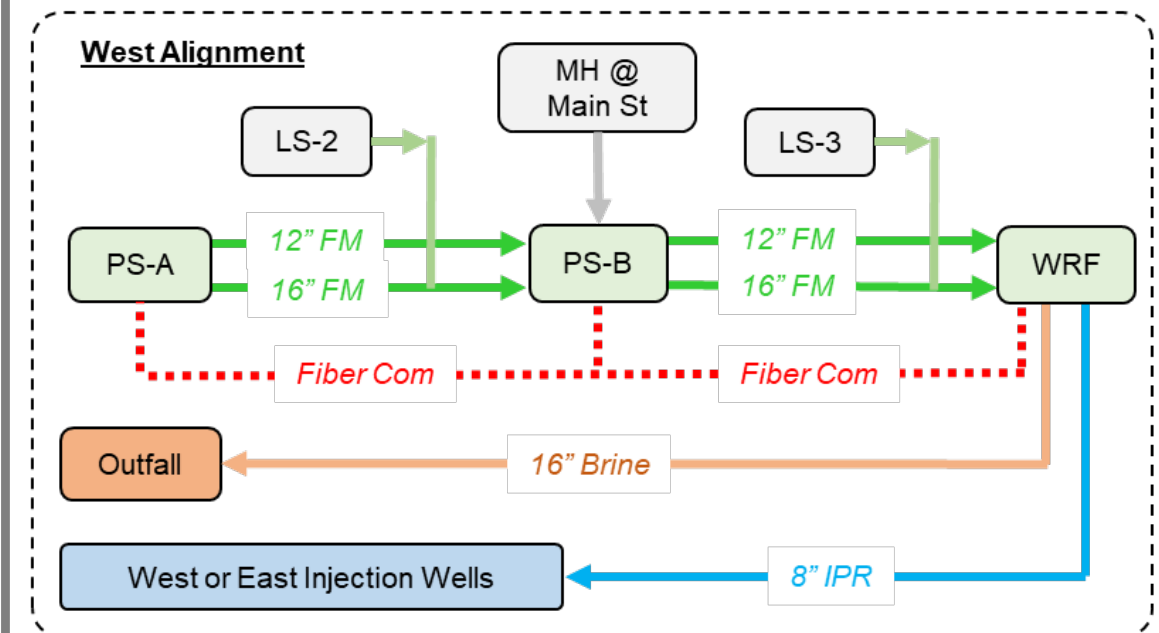 West Alignment
MH @
Main St
LS-2
LS-3
PS-A
12” FM
16” FM
PS-B
12” FM
16” FM
WRF
Fiber Com
Fiber Com
Outfall
16” Brine
West or East Injection Wells
8” IPR